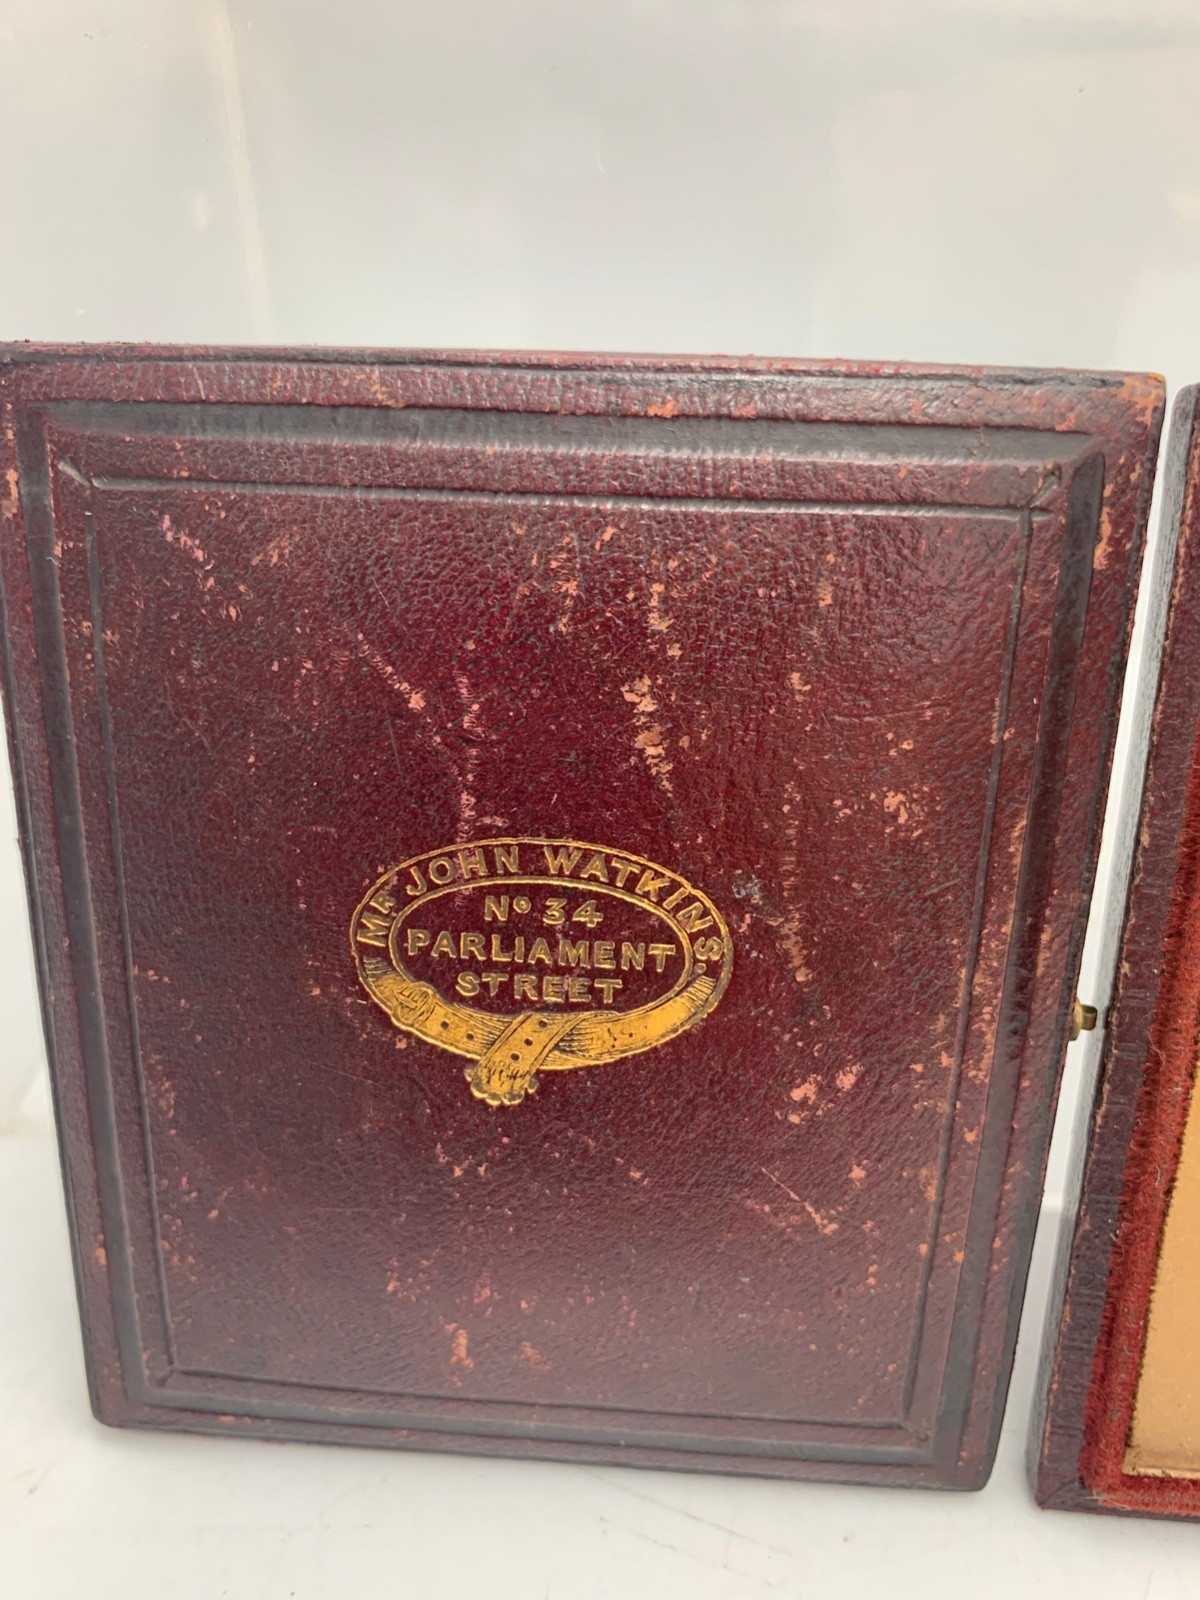 MR JOHN WATKINS.
No 34
PARLIAMENT
STREET